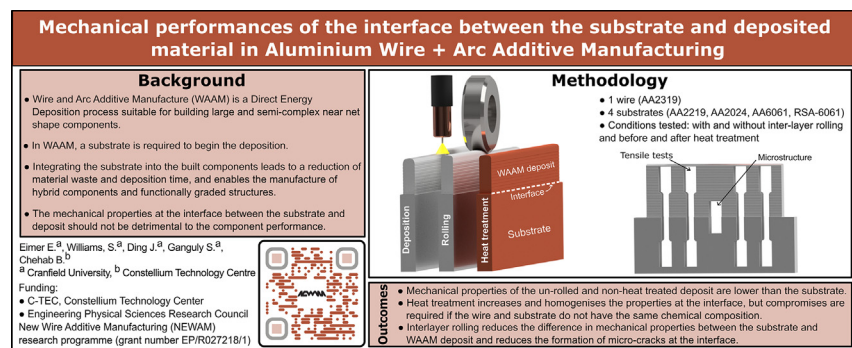 Mechanical performances of the interface between the substrate and deposited
material in Aluminium Wire + Arc Additive Manufacturing
Background
● Wire and Arc Additive Manufacture (WAAM) is a Direct Energy
Deposition process suitable for building large and semi-complex near net
shape components.
● In WAAM, a substrate is required to begin the deposition.
● Integrating the substrate into the built components leads to a reduction of
material waste and deposition time, and enables the manufacture of
hybrid components and functionally graded structures.
● The mechanical properties at the interface between the substrate and
deposit should not be detrimental to the component performance.
Eimer E.a, Williams, S.a, Ding J.a, Ganguly S.a,
Chehab B.b
a Cranfield University, b Constellium Technology Centre
Funding:
● C-TEC, Constellium Technology Center
● Engineering Physical Sciences Research Council
New Wire Additive Manufacturing (NEWAM)
research programme (grant number EP/R027218/1)
NEWAM
Methodology
● 1 wire (AA2319)
● 4 substrates (AA2219, AA2024, AA6061, RSA-6061)
● Conditions tested: with and without inter-layer rolling
and before and after heat treatment
Deposition
Rolling
Heat treatment
WAAM deposit
Interface
Substrate
Tensile tests
Microstructure
Outcomes
● Mechanical properties of the un-rolled and non-heat treated deposit are lower than the substrate.
● Heat treatment increases and homogenises the properties at the interface, but compromises are
required if the wire and substrate do not have the same chemical composition.
● Interlayer rolling reduces the difference in mechanical properties between the substrate and
WAAM deposit and reduces the formation of micro-cracks at the interface.